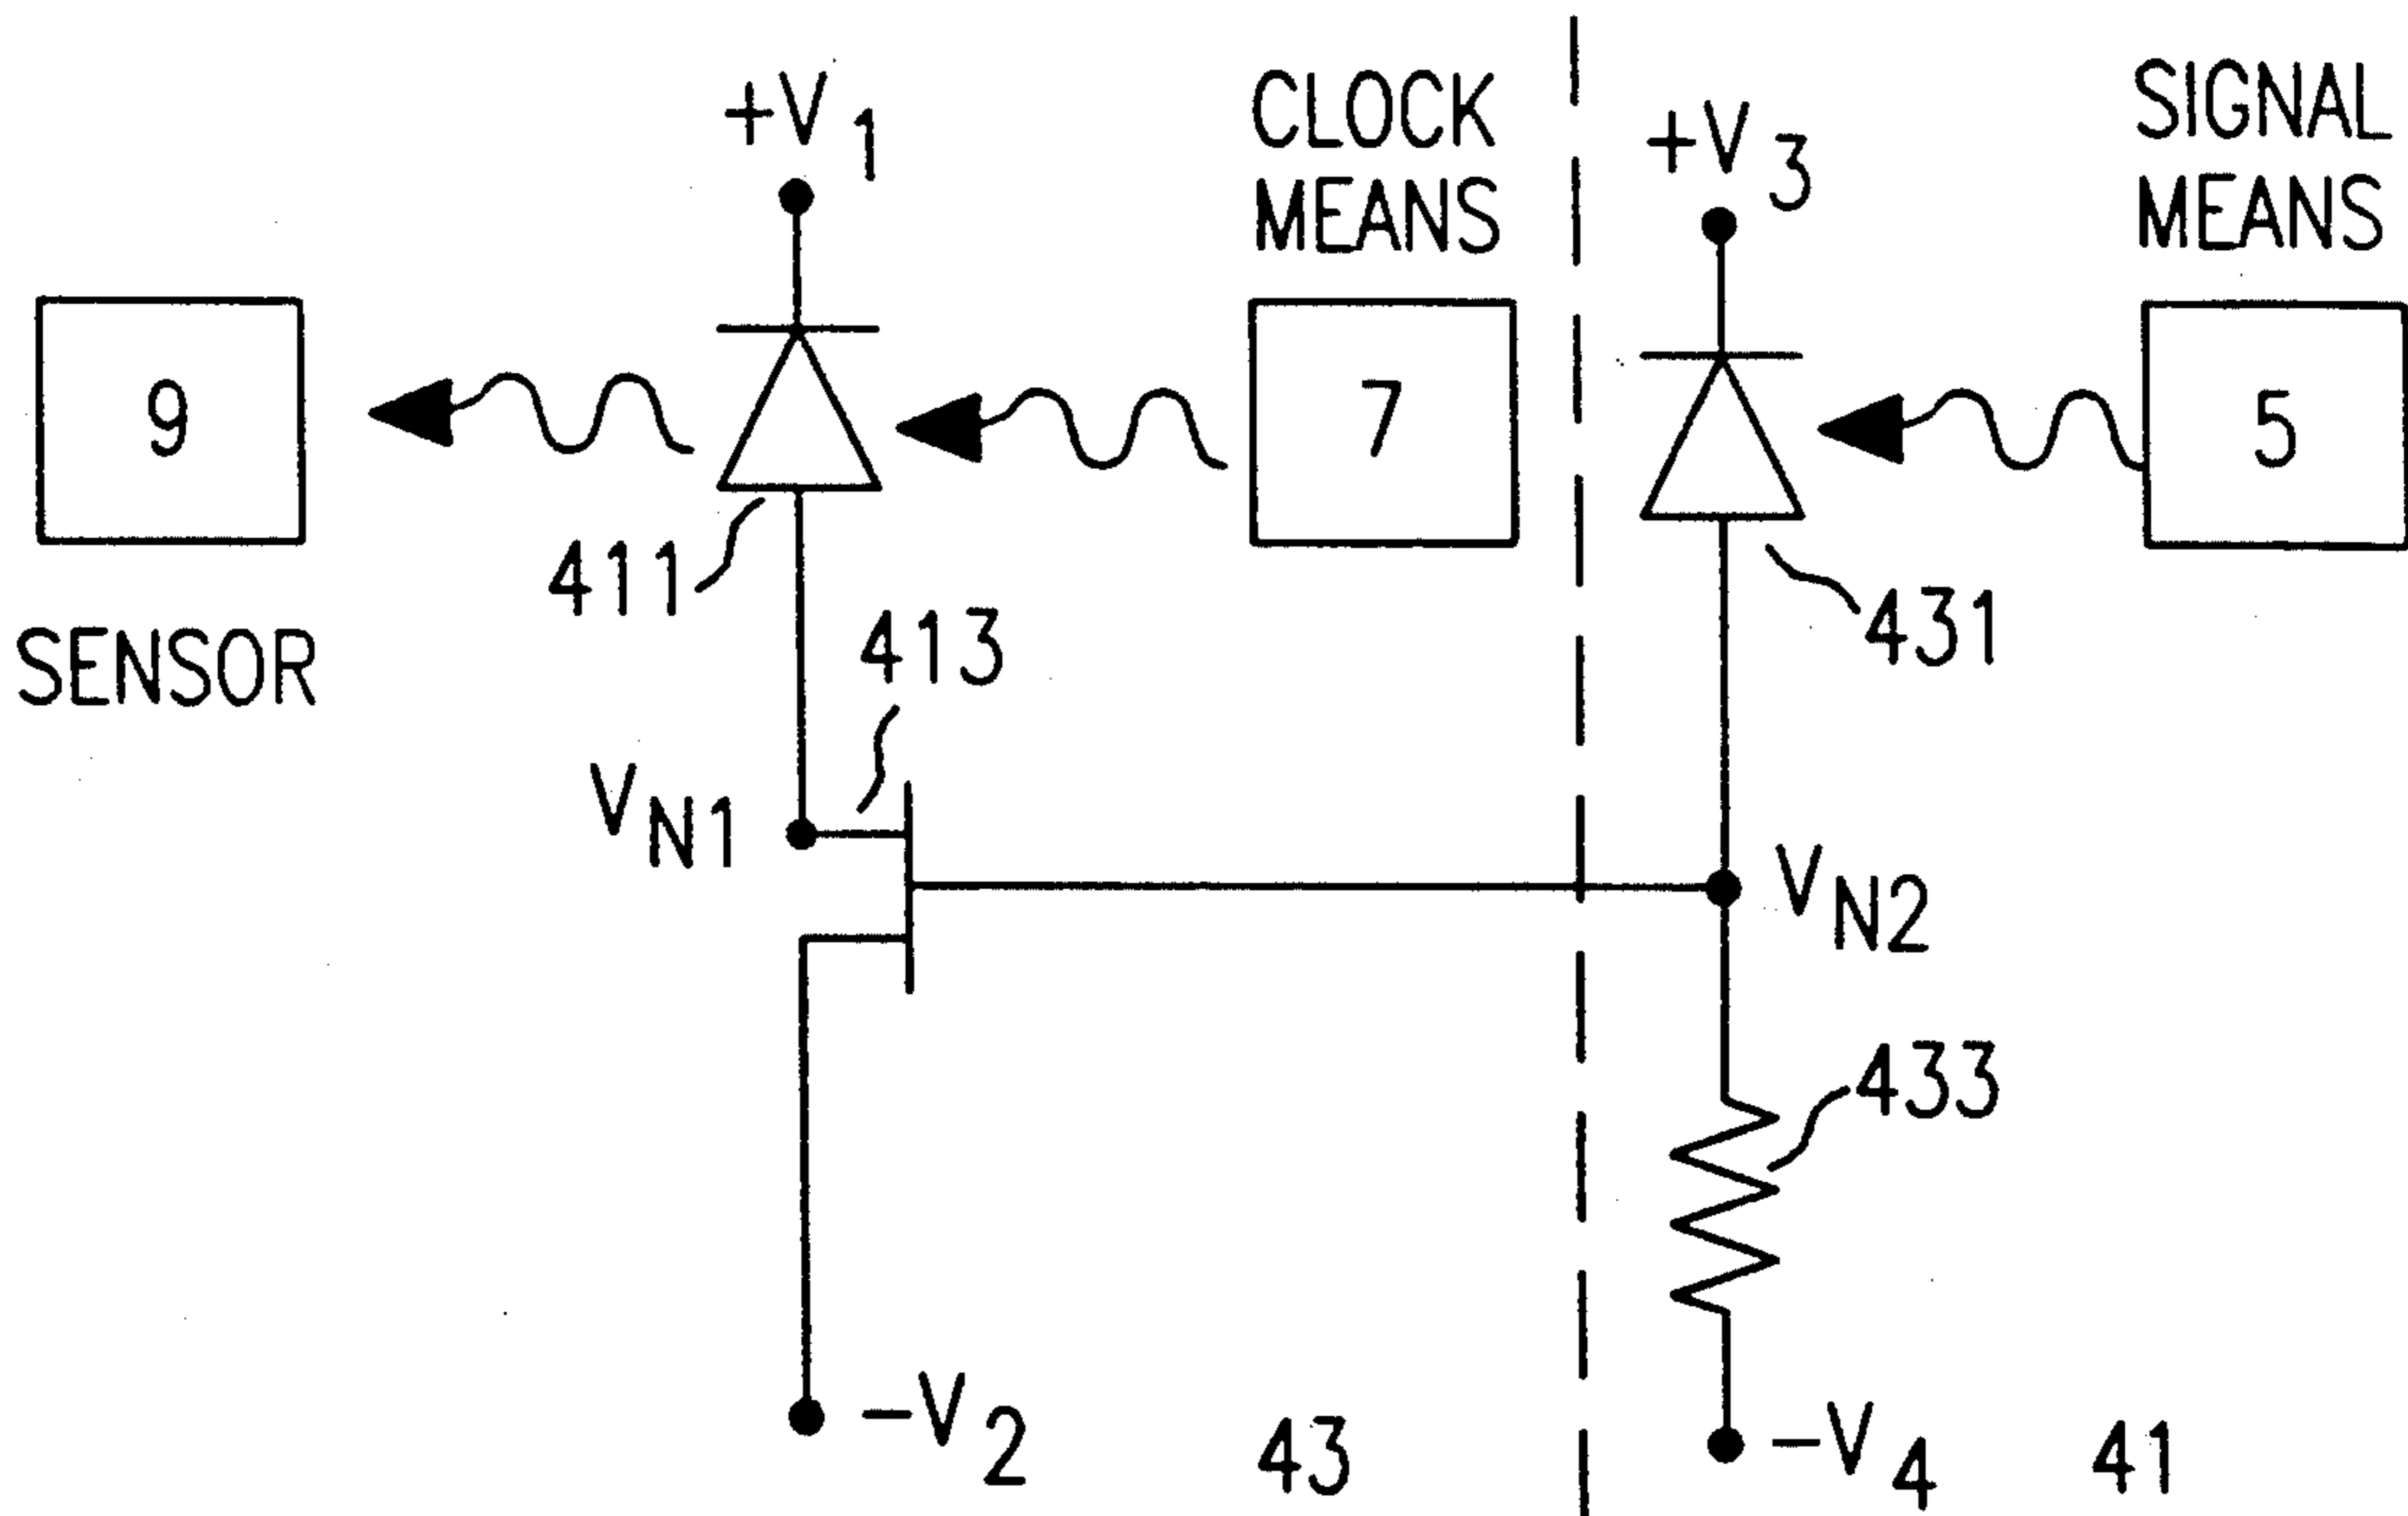 +V1
CLOCK
MEANS
+V3
SIGNAL
MEANS
9
7
5
411
431
SENSOR
413
VN1
VN2
433
-V2
43
-V4
41